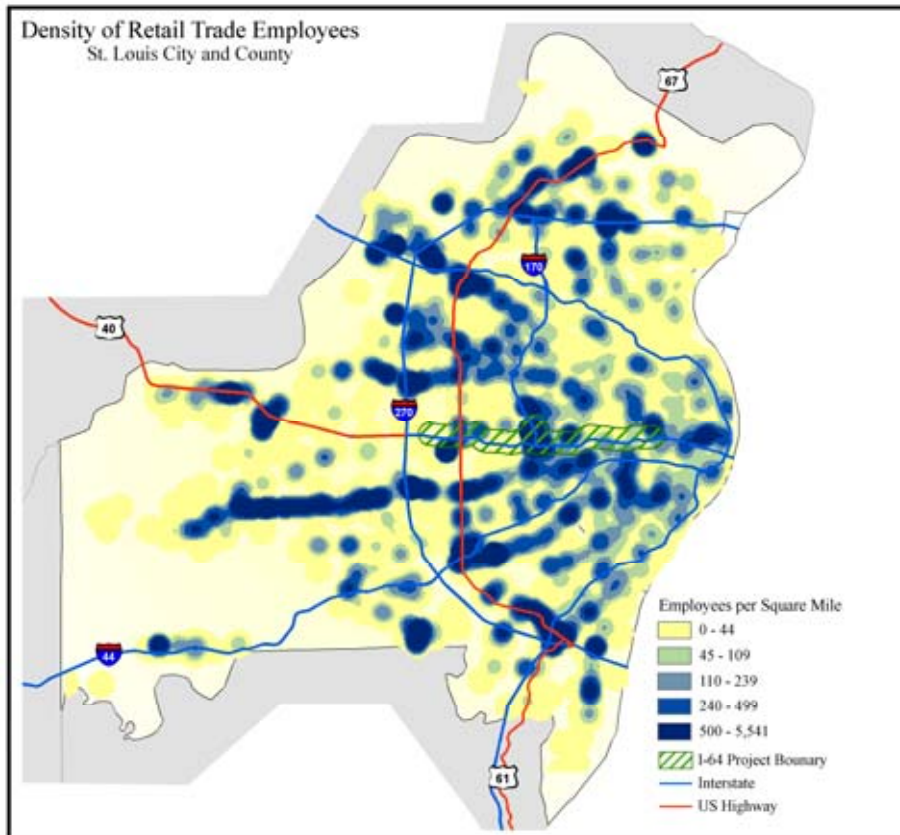 Density of Retail Trade Employees
St. Louis City and County
67
170
40
270
44
61
Employees per Square Mile
0 - 44
45 - 109
110 - 239
240 - 499
500 - 5,541
I-64 Project Bounary
Interstate
US Highway